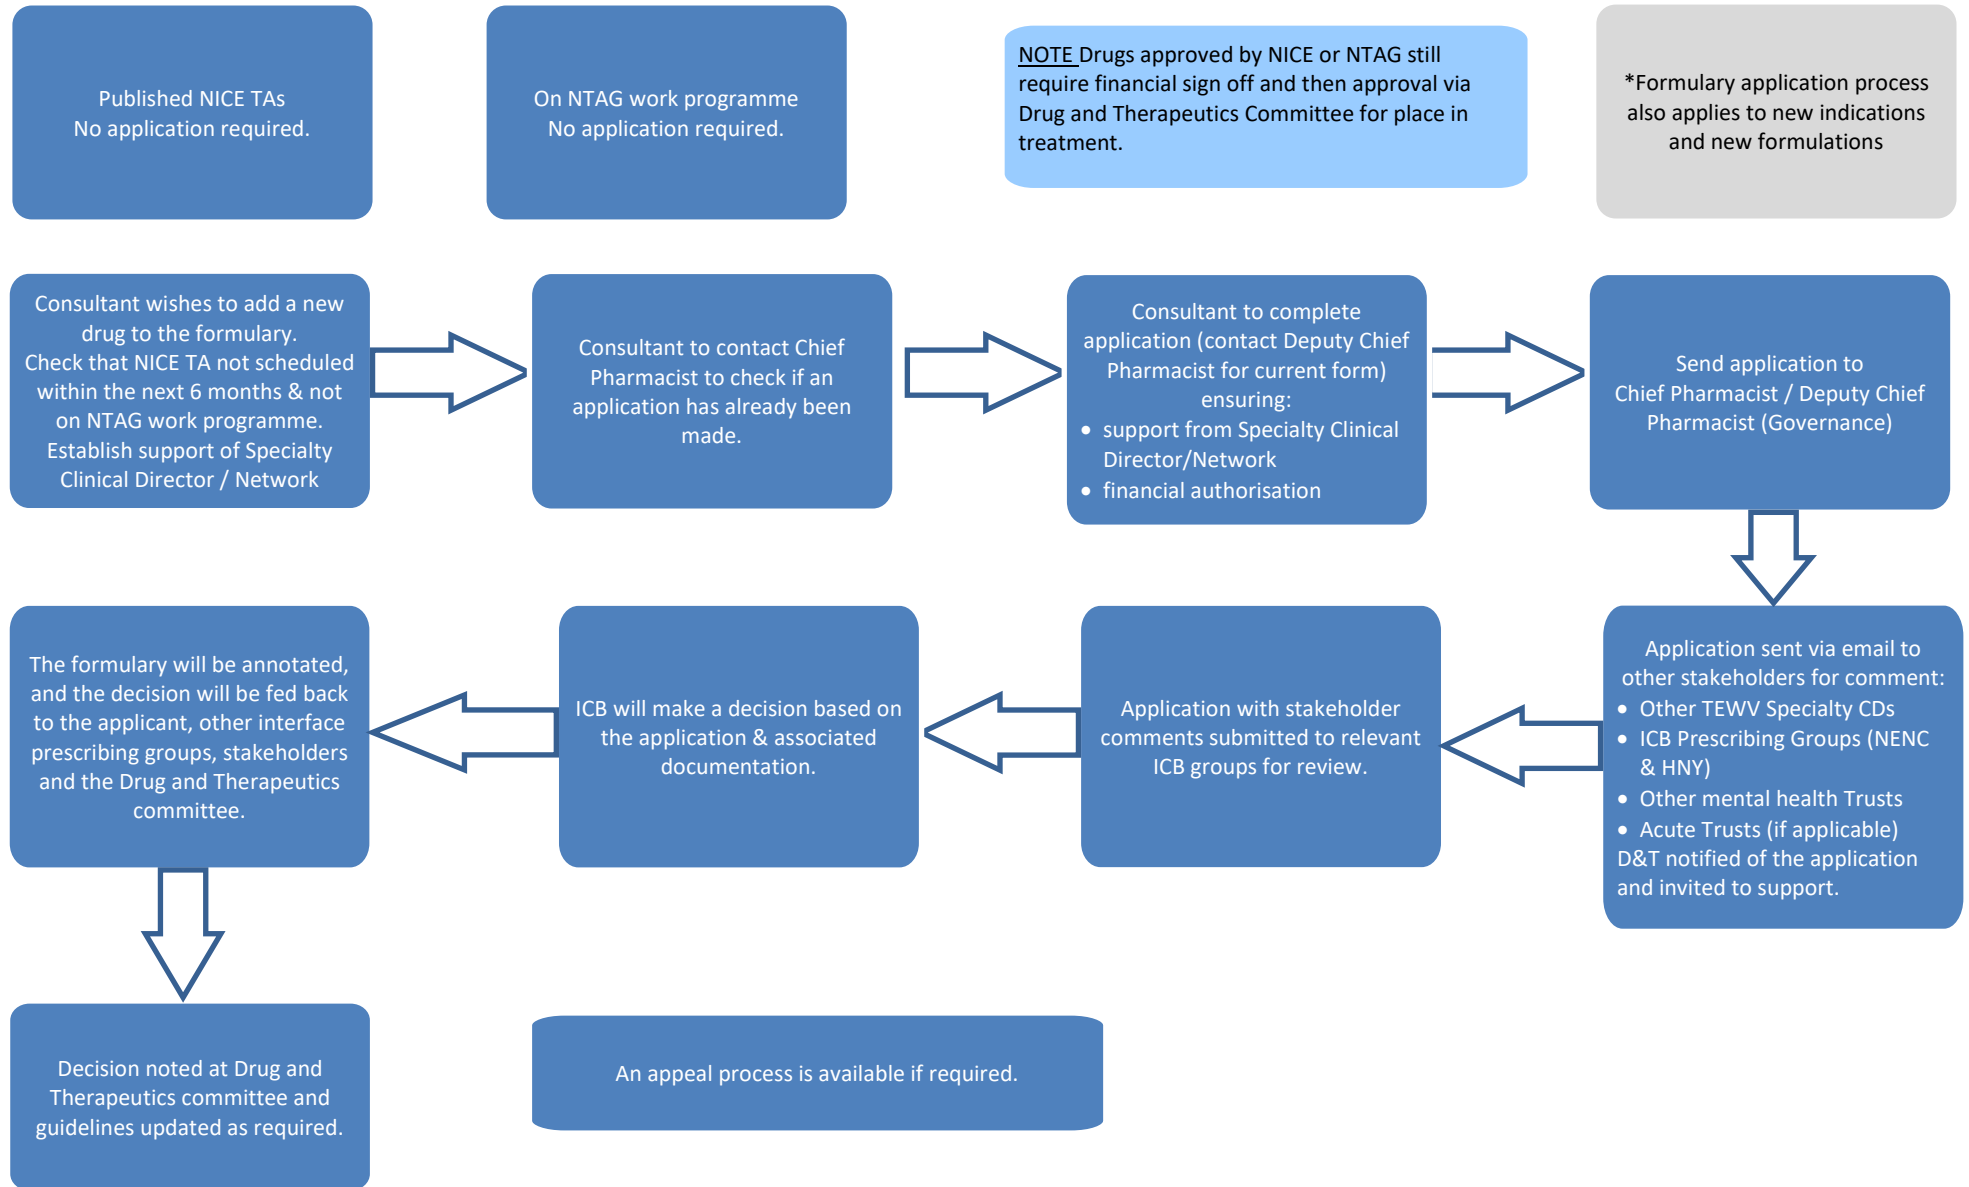 Published NICE TAs
No application required.
On NTAG work programme
No application required.
NOTE Drugs approved by NICE or NTAG still
require financial sign off and then approval via
Drug and Therapeutics Committee for place in
treatment.
*Formulary application process
also applies to new indications
and new formulations
Consultant wishes to add a new
drug to the formulary.
Check that NICE TA not scheduled
within the next 6 months & not
on NTAG work programme.
Establish support of Specialty
Clinical Director / Network
Consultant to contact Chief
Pharmacist to check if an
application has already been
made.
Consultant to complete
application (contact Deputy Chief
Pharmacist for current form)
ensuring:
• support from Specialty Clinical
Director/Network
• financial authorisation
Send application to
Chief Pharmacist / Deputy Chief
Pharmacist (Governance)
Application sent via email to
other stakeholders for comment:
• Other TEWV Specialty CDs
• ICB Prescribing Groups (NENC
& HNY)
• Other mental health Trusts
• Acute Trusts (if applicable)
D&T notified of the application
and invited to support.
Application with stakeholder
comments submitted to relevant
ICB groups for review.
ICB will make a decision based on
the application & associated
documentation.
The formulary will be annotated,
and the decision will be fed back
to the applicant, other interface
prescribing groups, stakeholders
and the Drug and Therapeutics
committee.
Decision noted at Drug and
Therapeutics committee and
guidelines updated as required.
An appeal process is available if required.